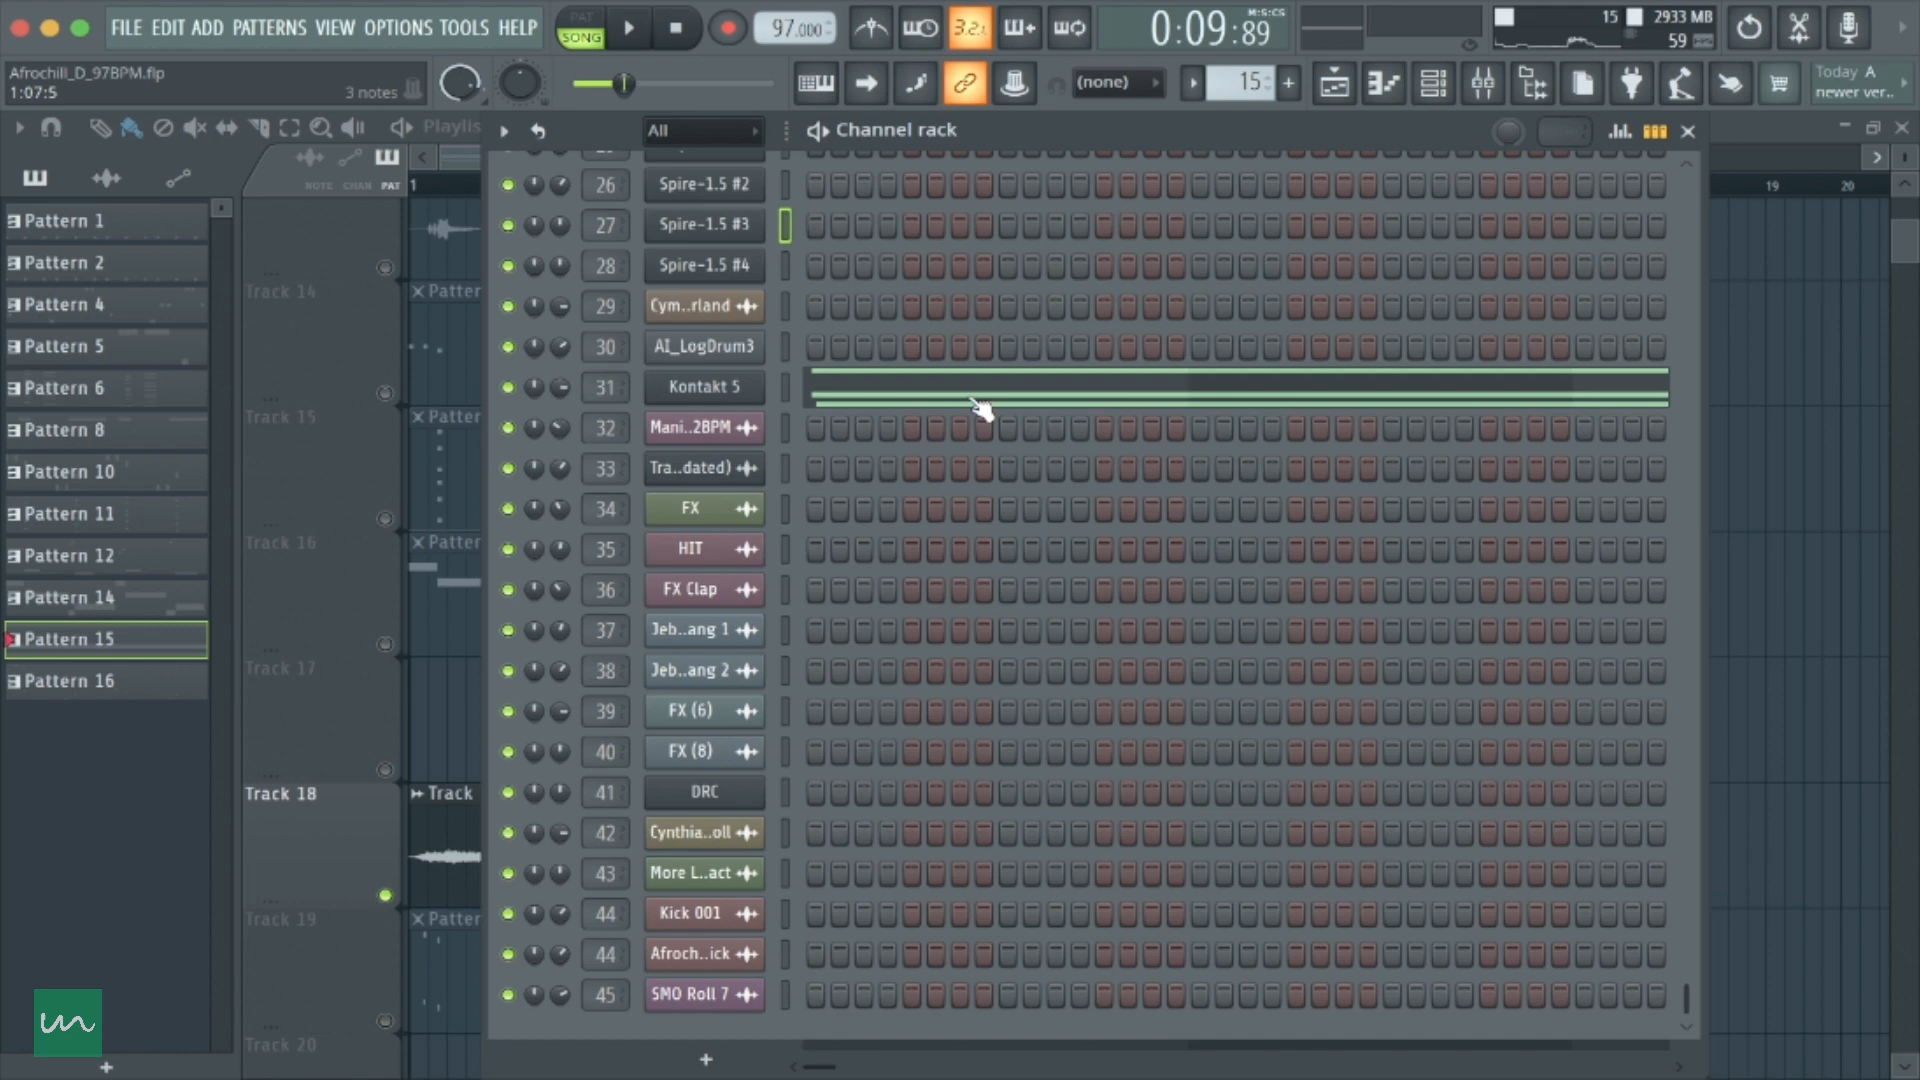 FILE EDIT ADD PATTERNS VIEW OPTIONS TOOLS HELP
PAT
SONG
97.000
3.2.
0:09:89
M:S:CS
15
2933 MB
59
Afrochill_D_97BPM.flp
1:07:5
3 notes
(none)
15
Today A
newer ver..
Playlis
All
Channel rack
NOTE CHAN PAT
1
19
20
Pattern 1
Pattern 2
Pattern 4
Pattern 5
Pattern 6
Pattern 8
Pattern 10
Pattern 11
Pattern 12
Pattern 14
Pattern 15
Pattern 16
Track 14
Track 15
Track 16
Track 17
Track 18
Track 19
Track 20
Patter
Patter
Patter
Track
Patter
26 Spire-1.5 #2
27 Spire-1.5 #3
28 Spire-1.5 #4
29 Cym..rland
30 AI_LogDrum3
31 Kontakt 5
32 Mani..2BPM
33 Tra..dated)
34 FX
35 HIT
36 FX Clap
37 Jeb..ang 1
38 Jeb..ang 2
39 FX (6)
40 FX (8)
41 DRC
42 Cynthia..oll
43 More L..act
44 Kick 001
44 Afroch..ick
45 SMO Roll 7